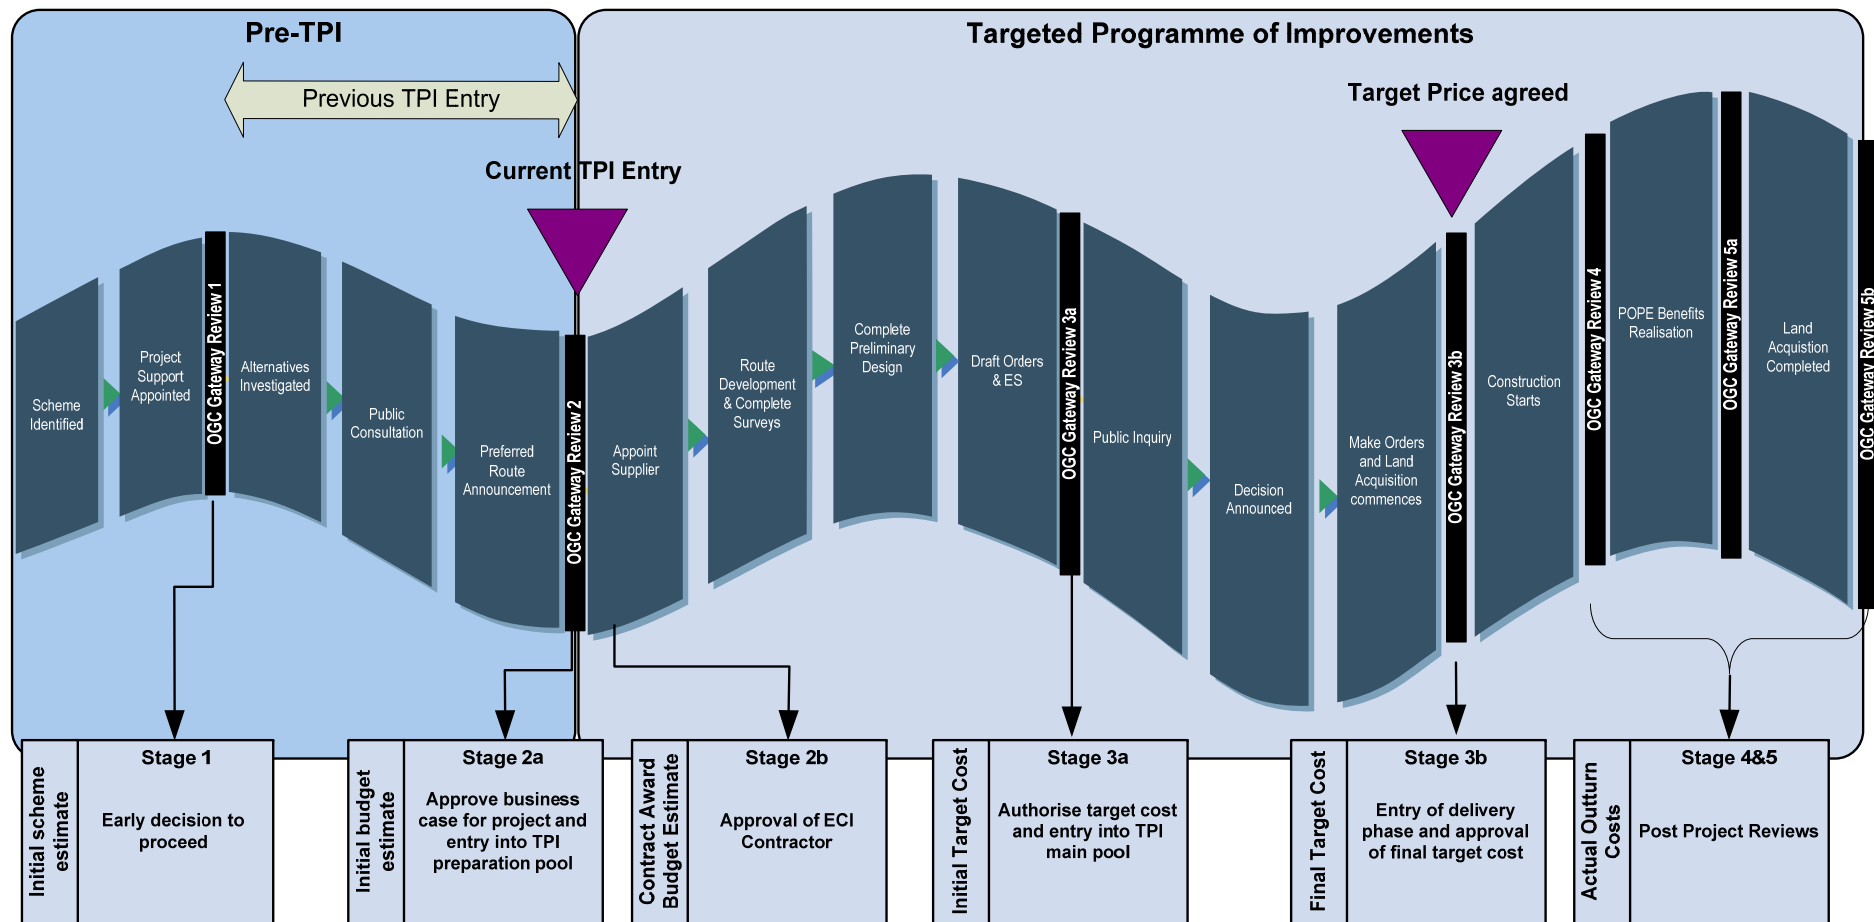 Pre-TPI
Targeted Programme of Improvements
Previous TPI Entry
Target Price agreed
Current TPI Entry
Scheme
Identified
Project
Support
Appointed
OGC Gateway Review 1
Alternatives
Investigated
Public
Consultation
Preferred
Route
Announcement
OGC Gateway Review 2
Appoint
Supplier
Route
Development
& Complete
Surveys
Complete
Preliminary
Design
Draft Orders
& ES
OGC Gateway Review 3a
Public Inquiry
Decision
Announced
Make Orders
and Land
Acquisition
commences
OGC Gateway Review 3b
Construction
Starts
OGC Gateway Review 4
POPE Benefits
Realisation
OGC Gateway Review 5a
Land
Acquistion
Completed
OGC Gateway Review 5b
Initial scheme
estimate
Stage 1
Early decision to
proceed
Initial budget
estimate
Stage 2a
Approve business
case for project and
entry into TPI
preparation pool
Contract Award
Budget Estimate
Stage 2b
Approval of ECI
Contractor
Initial Target Cost
Stage 3a
Authorise target cost
and entry into TPI
main pool
Final Target Cost
Stage 3b
Entry of delivery
phase and approval
of final target cost
Actual Outturn
Costs
Stage 4&5
Post Project Reviews